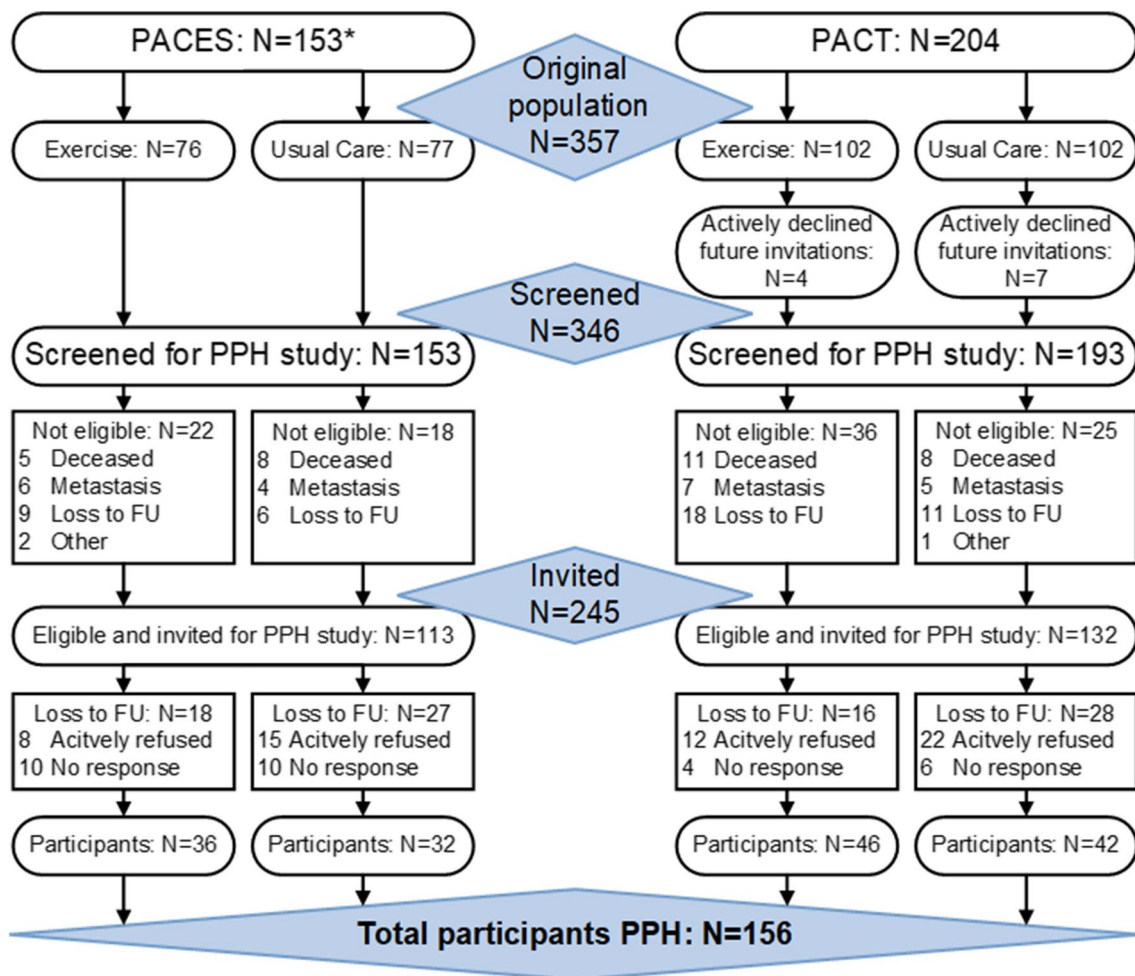 PACES: N=153*
PACT: N=204
Original
population
N=357
Exercise: N=76
Usual Care: N=77
Exercise: N=102
Usual Care: N=102
Actively declined
future invitations:
N=4
Actively declined
future invitations:
N=7
Screened
N=346
Screened for PPH study: N=153
Screened for PPH study: N=193
Not eligible: N=22
5 Deceased
6 Metastasis
9 Loss to FU
2 Other
Not eligible: N=18
8 Deceased
4 Metastasis
6 Loss to FU
Not eligible: N=36
11 Deceased
7 Metastasis
18 Loss to FU
Not eligible: N=25
8 Deceased
5 Metastasis
11 Loss to FU
1 Other
Invited
N=245
Eligible and invited for PPH study: N=113
Eligible and invited for PPH study: N=132
Loss to FU: N=18
8 Acitvely refused
10 No response
Loss to FU: N=27
15 Acitvely refused
10 No response
Loss to FU: N=16
12 Acitvely refused
4 No response
Loss to FU: N=28
22 Acitvely refused
6 No response
Participants: N=36
Participants: N=32
Participants: N=46
Participants: N=42
Total participants PPH: N=156